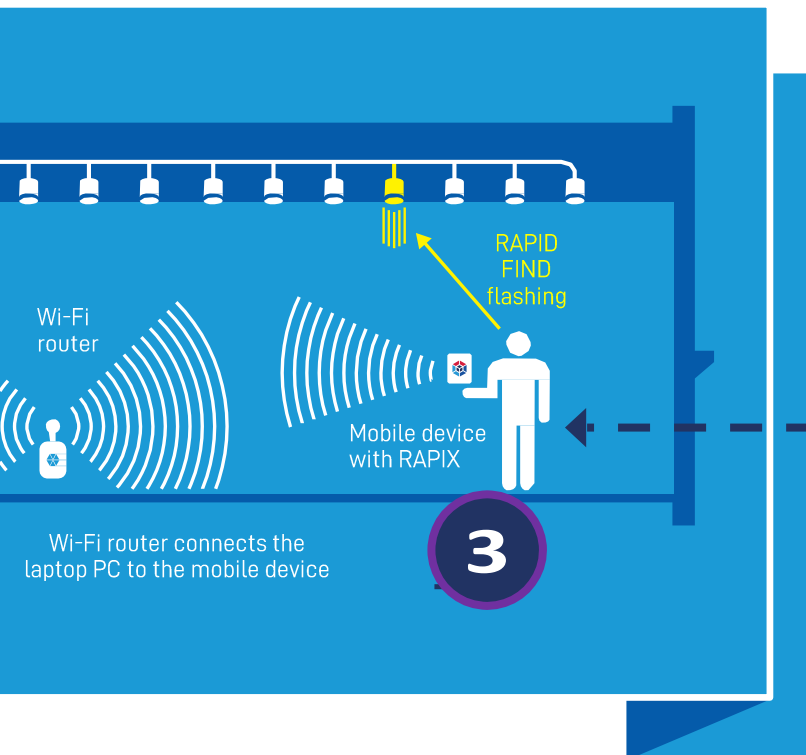 RAPID
FIND
flashing
Wi-Fi
router
Mobile device
with RAPIX
Wi-Fi router connects the
laptop PC to the mobile device
3